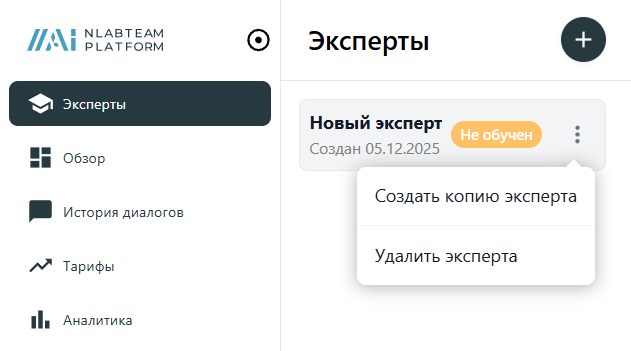 NLABTEAM
PLATFORM
Эксперты
Обзор
История диалогов
Тарифы
Аналитика
Эксперты
Новый эксперт
Не обучен
Создан 05.12.2025
Создать копию эксперта
Удалить эксперта